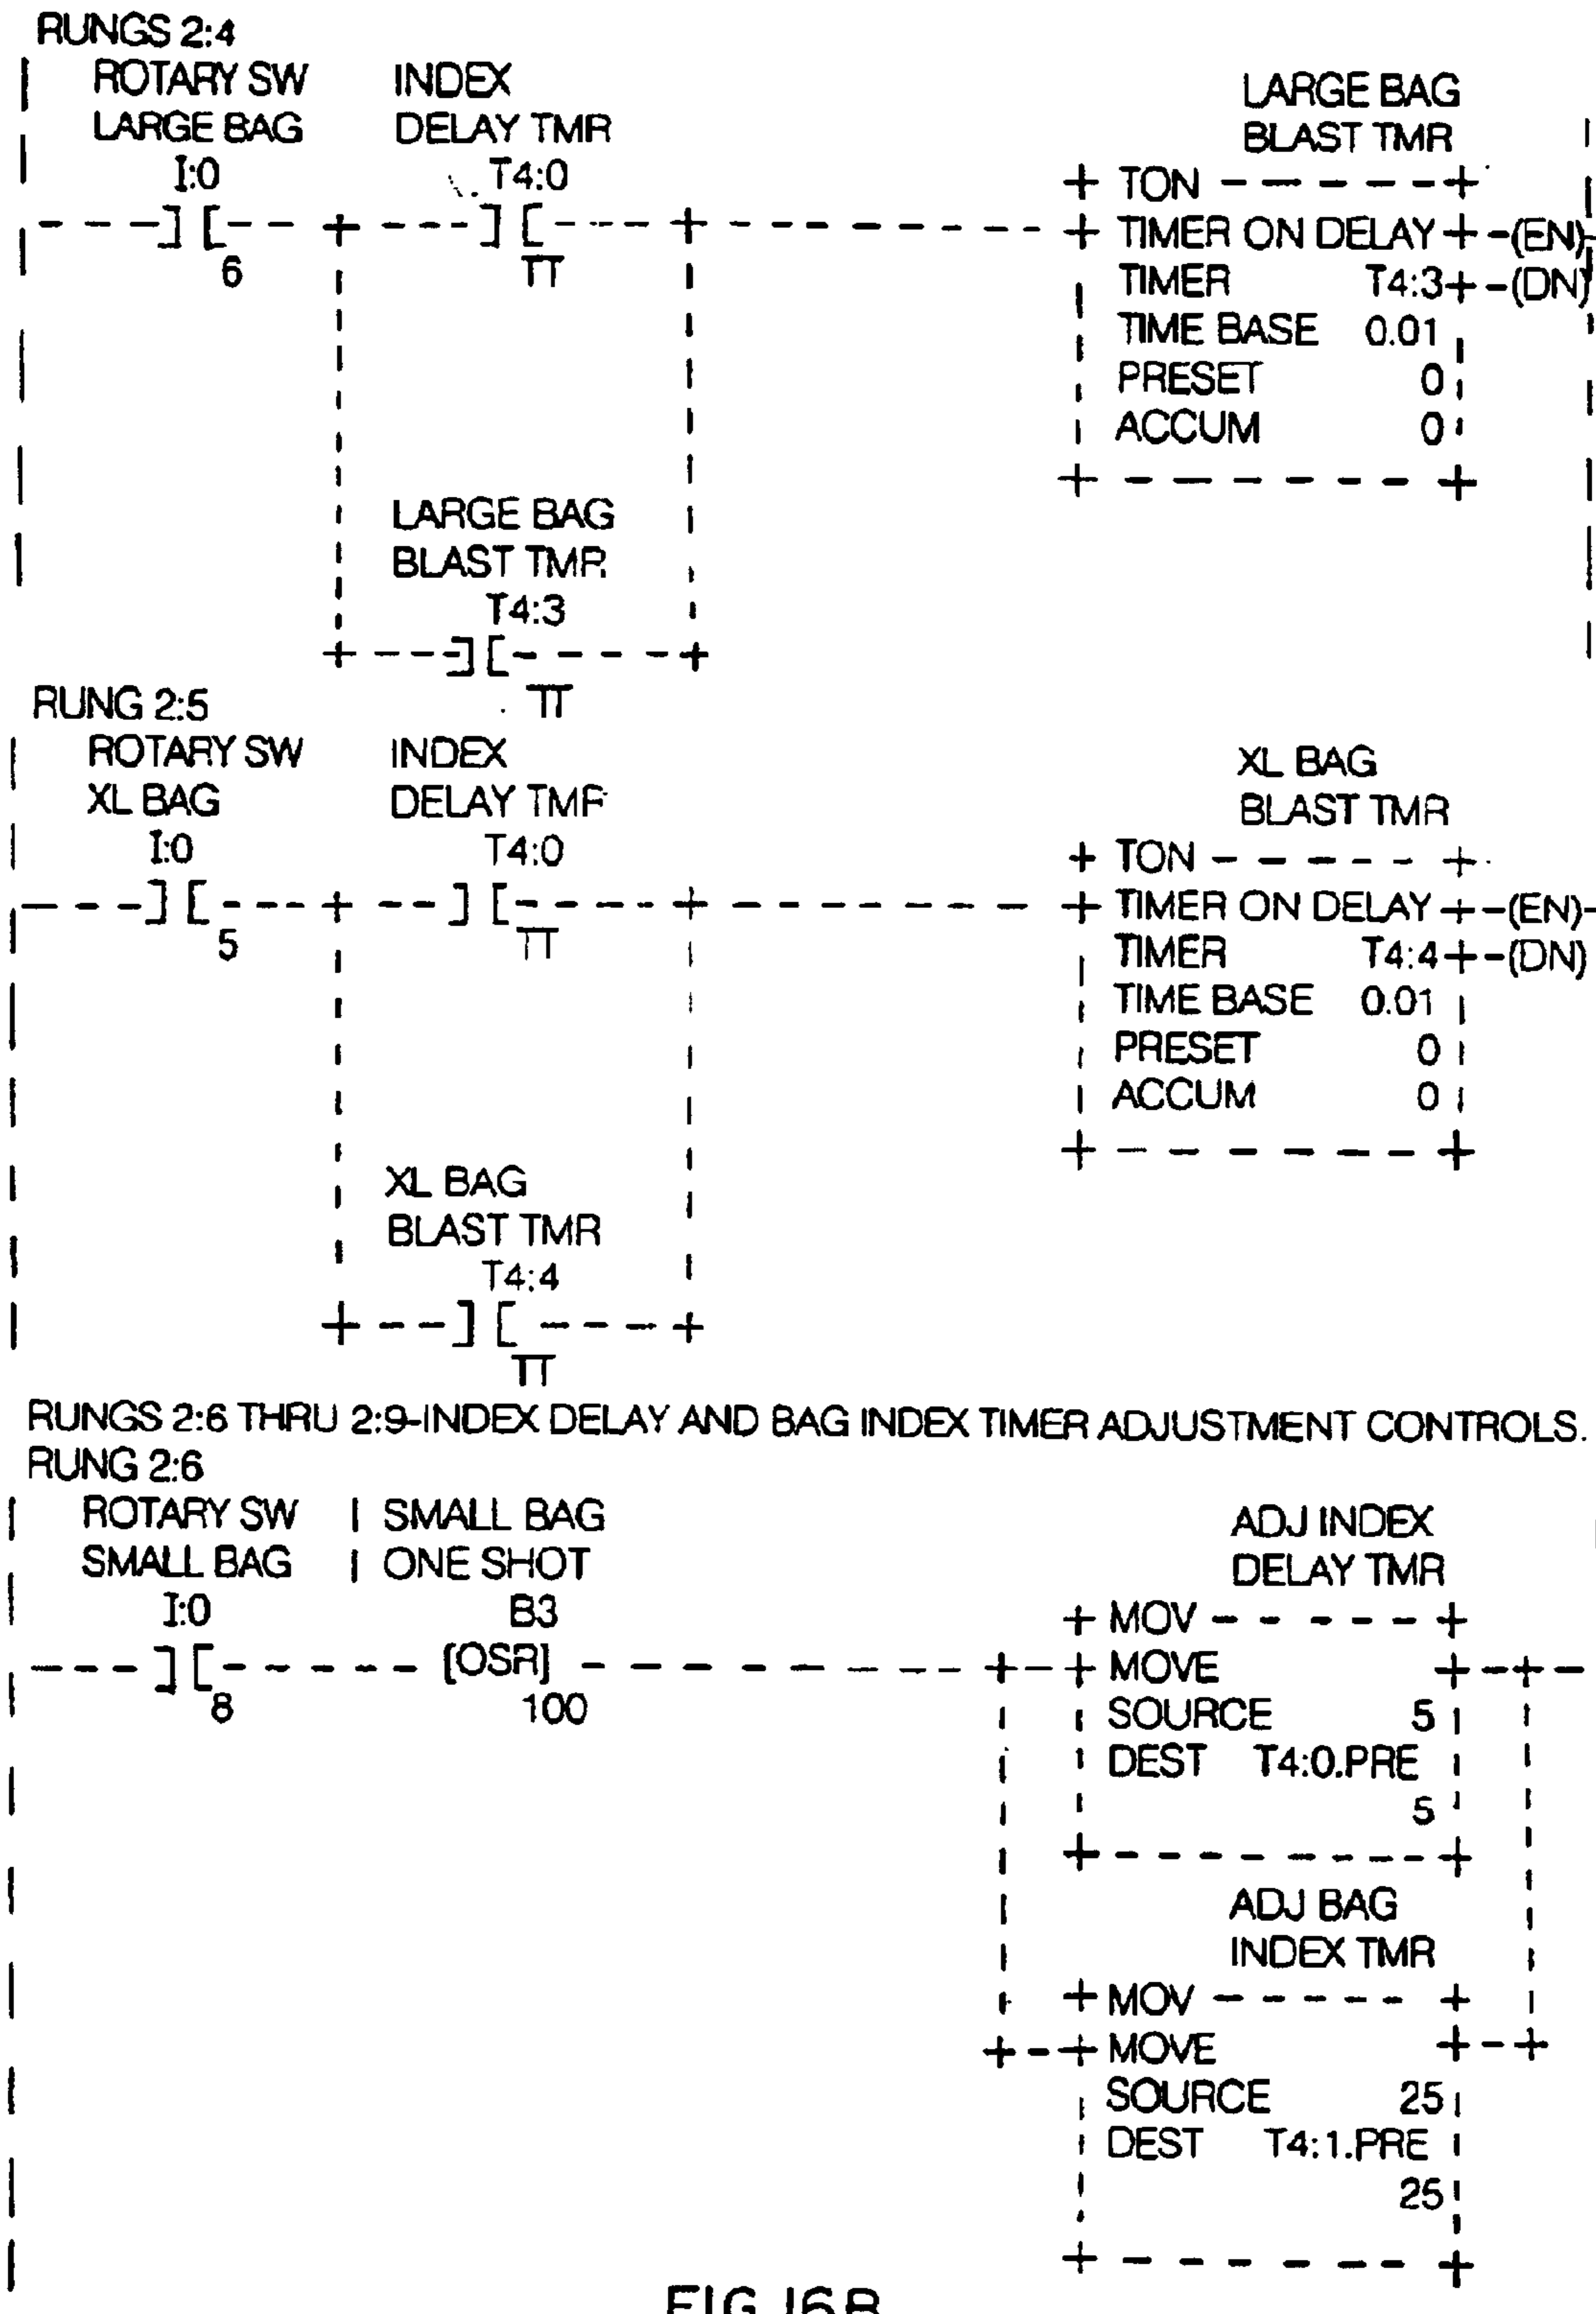 RUNGS 2:4
ROTARY SW INDEX
LARGE BAG DELAY TMR
LARGE BAG
BLAST TMR
I:0 T4:0
+ TON - - - - - - +
- - - ] [ - - + - - - ] [ - - - - + - - - - - - - - + TIMER ON DELAY + -(EN)-
6 TT
TIMER T4:3 + -(DN)
TIME BASE 0.01
PRESET 0
ACCUM 0
+ - - - - - - - +
LARGE BAG
BLAST TMR
T4:3
+ - - - ] [ - - - - - +
TT
RUNG 2:5
ROTARY SW INDEX
XL BAG DELAY TMR
XL BAG
BLAST TMR
I:0 T4:0
+ TON - - - - - - +
- - - ] [ - - - + - - ] [ - - - - - + - - - - - - - + TIMER ON DELAY + -(EN)-
5 TT
TIMER T4:4 + -(DN)
TIME BASE 0.01
PRESET 0
ACCUM 0
+ - - - - - - - +
XL BAG
BLAST TMR
T4:4
+ - - - ] [ - - - - +
TT
RUNGS 2:6 THRU 2:9-INDEX DELAY AND BAG INDEX TIMER ADJUSTMENT CONTROLS.
RUNG 2:6
ROTARY SW | SMALL BAG
SMALL BAG | ONE SHOT
ADJ INDEX
DELAY TMR
I:0 B3
+ MOV - - - - - - +
- - - - ] [ - - - - - - [OSR] - - - - - - - - - - + - + MOVE + - - + - -
8 100
SOURCE 5
DEST T4:0.PRE
5
+ - - - - - - - - - +
ADJ BAG
INDEX TMR
+ MOV - - - - - +
+ - - + MOVE + - - +
SOURCE 25
DEST T4:1.PRE
25
+ - - - - - - - +
FIG. 16B